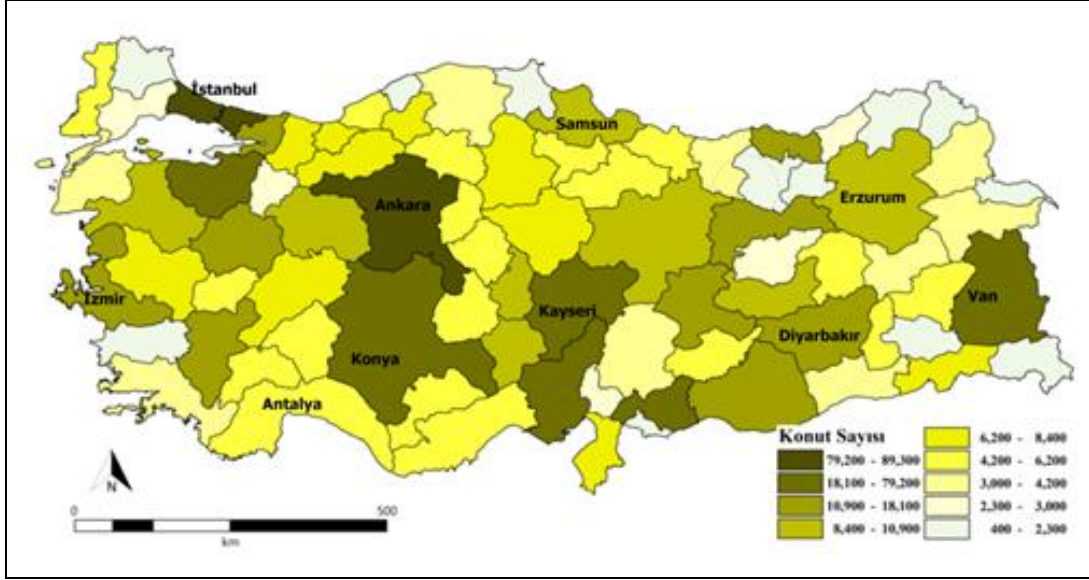 İstanbul
Samsun
Ankara
Erzurum
İzmir
Kayseri
Van
Diyarbakır
Konya
Antalya
N
0 500
km
Konut Sayısı
79,200 - 89,300
18,100 - 79,200
10,900 - 18,100
8,400 - 10,900
6,200 - 8,400
4,200 - 6,200
3,000 - 4,200
2,300 - 3,000
400 - 2,300